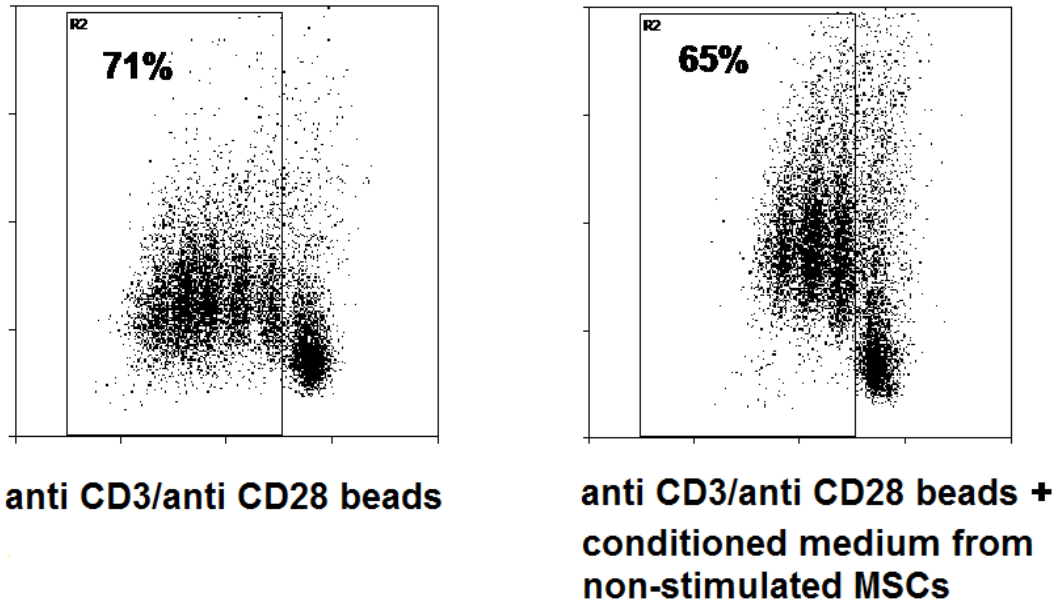 R2
71%
R2
65%
anti CD3/anti CD28 beads
anti CD3/anti CD28 beads +
conditioned medium from
non-stimulated MSCs